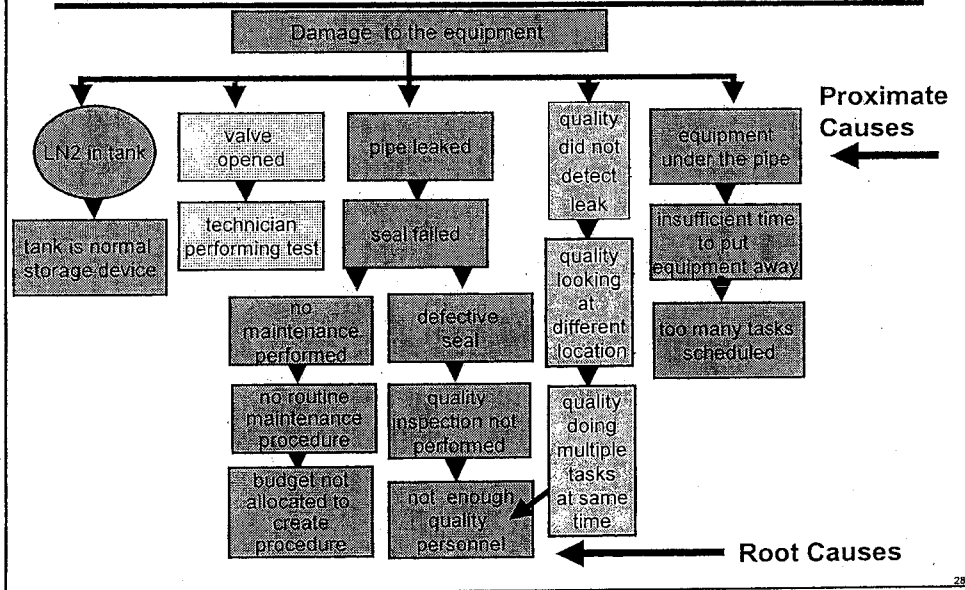 Damage to the equipment
Proximate
Causes
LN2 in tank
valve
opened
pipe leaked
quality
did not
detect
leak
equipment
under the pipe
tank is normal
storage device
technician
performing test
seal failed
quality
looking
at
different
location
insufficient time
to put
equipment away
no
maintenance
performed
defective
seal
too many tasks
scheduled
no routine
maintenance
procedure
quality
inspection not
performed
quality
doing
multiple
tasks
at same
time
budget not
allocated to
create
procedure
not enough
quality
personnel
Root Causes
28